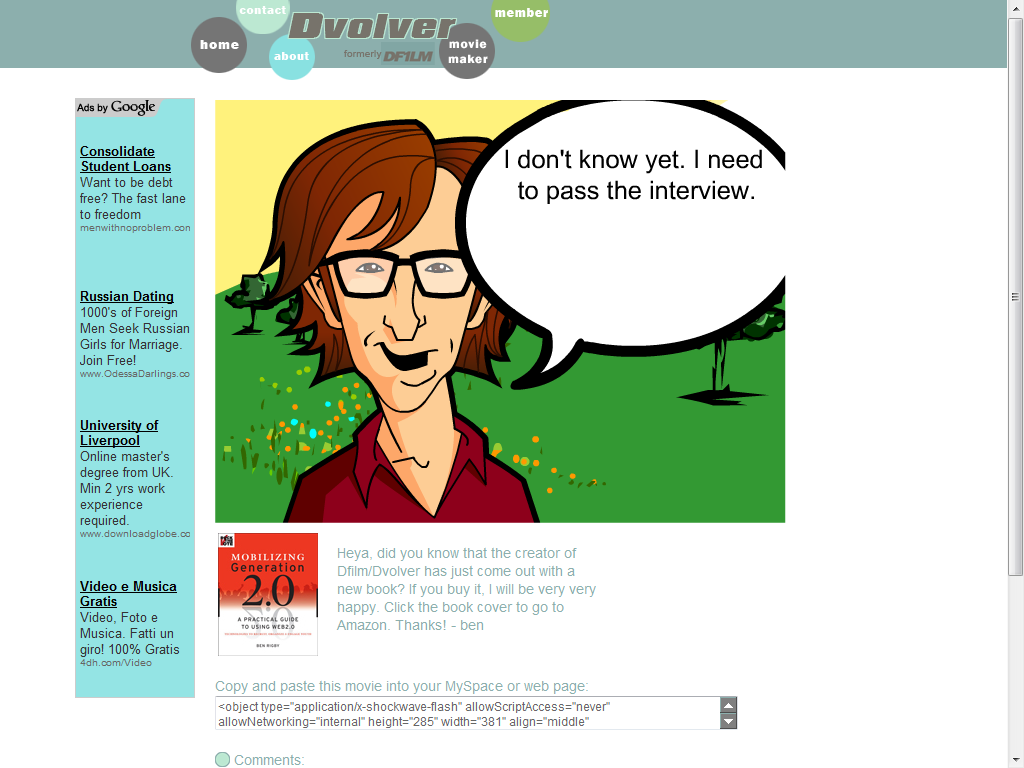 contact
member
Dvolver
home
movie
maker
about
formerly DFILM
Ads by Google
Consolidate
Student Loans
Want to be debt
free? The fast lane
to freedom
menwithnoproblem.con
Russian Dating
1000's of Foreign
Men Seek Russian
Girls for Marriage.
Join Free!
www.OdessaDarlings.co
University of
Liverpool
Online master's
degree from UK.
Min 2 yrs work
experience
required.
www.downloadglobe.cc
Video e Musica
Gratis
Video, Foto e
Musica. Fatti un
giro! 100% Gratis
4dh.com/Video
I don't know yet. I need
to pass the interview.
MOBILIZING
Generation
2.0
A PRACTICAL GUIDE
TO USING WEB2.0
BEN RIGBY
Heya, did you know that the creator of
Dfilm/Dvolver has just come out with a
new book? If you buy it, I will be very very
happy. Click the book cover to go to
Amazon. Thanks! - ben
Copy and paste this movie into your MySpace or web page:
<object type="application/x-shockwave-flash" allowScriptAccess="never"
allowNetworking="internal" height="285" width="381" align="middle"
Comments: